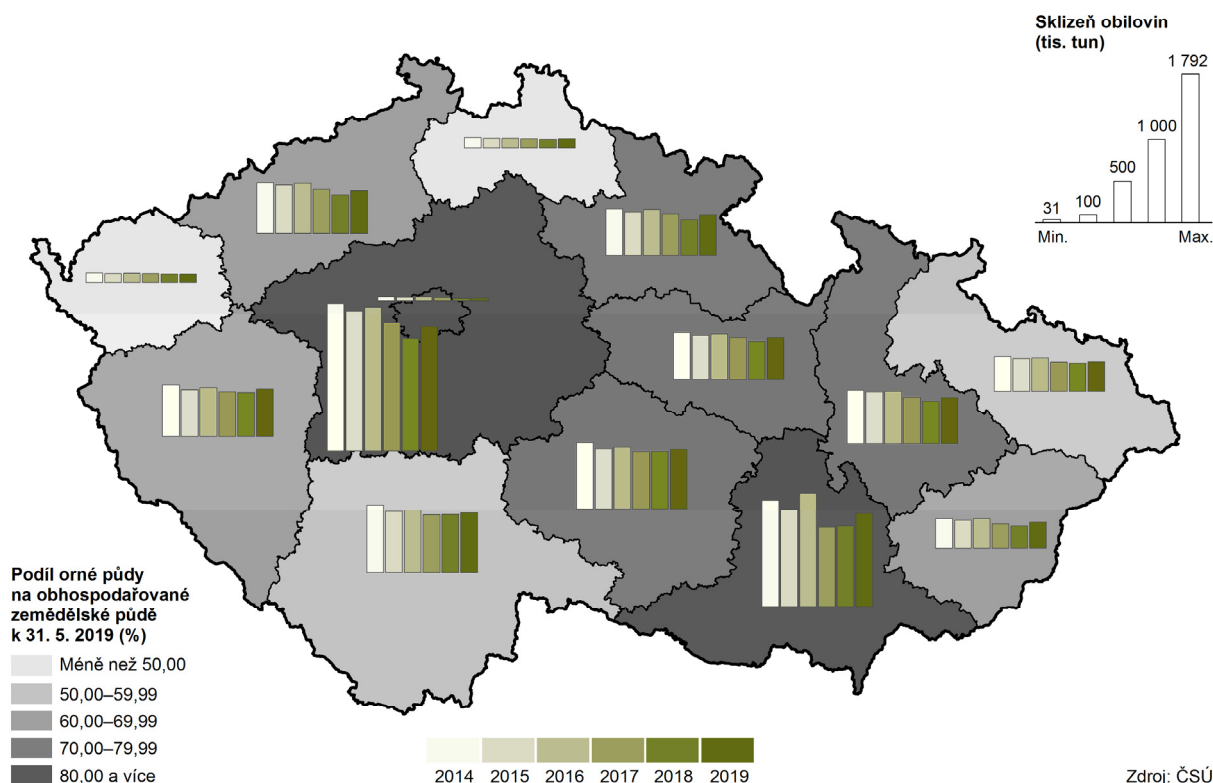 Sklizeň obilovin
(tis. tun)
1 792
1 000
500
100
31
Min.
Max.
Podíl orné půdy
na obhospodařované
zemědělské půdě
k 31. 5. 2019 (%)
Méně než 50,00
50,00–59,99
60,00–69,99
70,00–79,99
80,00 a více
2014 2015 2016 2017 2018 2019
Zdroj: ČSÚ